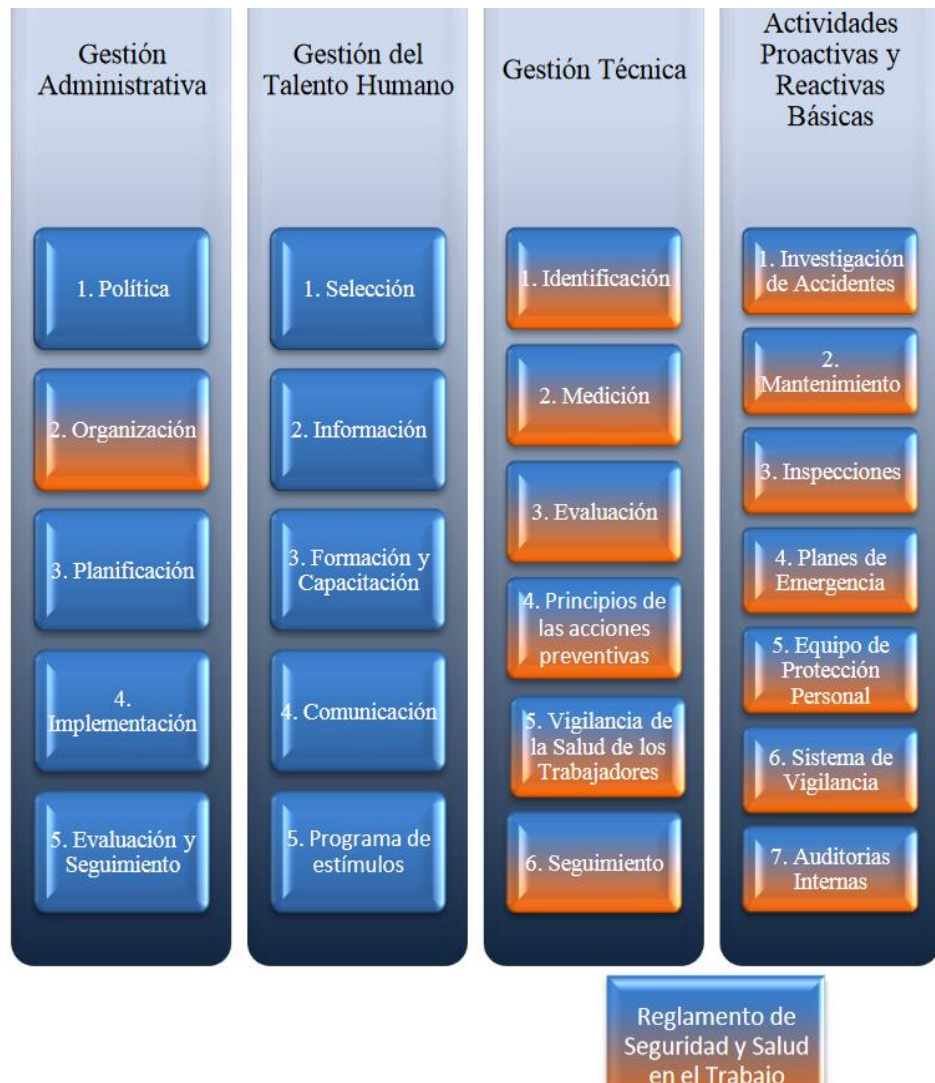 Gestión
Administrativa
1. Política
2. Organización
3. Planificación
4.
Implementación
5. Evaluación y
Seguimiento
Gestión del
Talento Humano
1. Selección
2. Información
3. Formación y
Capacitación
4. Comunicación
5. Programa de
estímulos
Gestión Técnica
1. Identificación
2. Medición
3. Evaluación
4. Principios de
las acciones
preventivas
5. Vigilancia de
la Salud de los
Trabajadores
6. Seguimiento
Actividades
Proactivas y
Reactivas
Básicas
1. Investigación
de Accidentes
2.
Mantenimiento
3. Inspecciones
4. Planes de
Emergencia
5. Equipo de
Protección
Personal
6. Sistema de
Vigilancia
7. Auditorias
Internas
Reglamento de
Seguridad y Salud
en el Trabajo